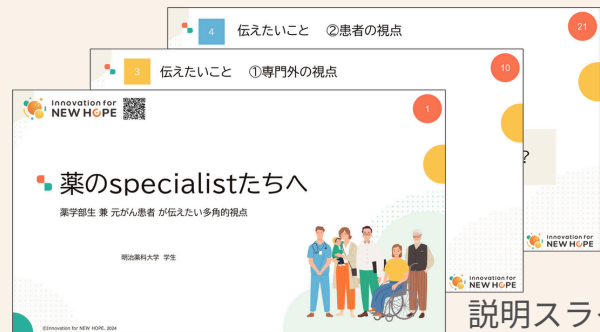 4 伝えたいこと ②患者の視点
21
3 伝えたいこと ①専門外の視点
10
Innovation for
NEW HOPE
1
薬のspecialistたちへ
薬学部生 兼 元がん患者 が伝えたい多角的視点
明治薬科大学 学生
©Innovation for NEW HOPE, 2024
?
Innovation for
NEW HOPE
Innovation for
NEW HOPE
説明スラ